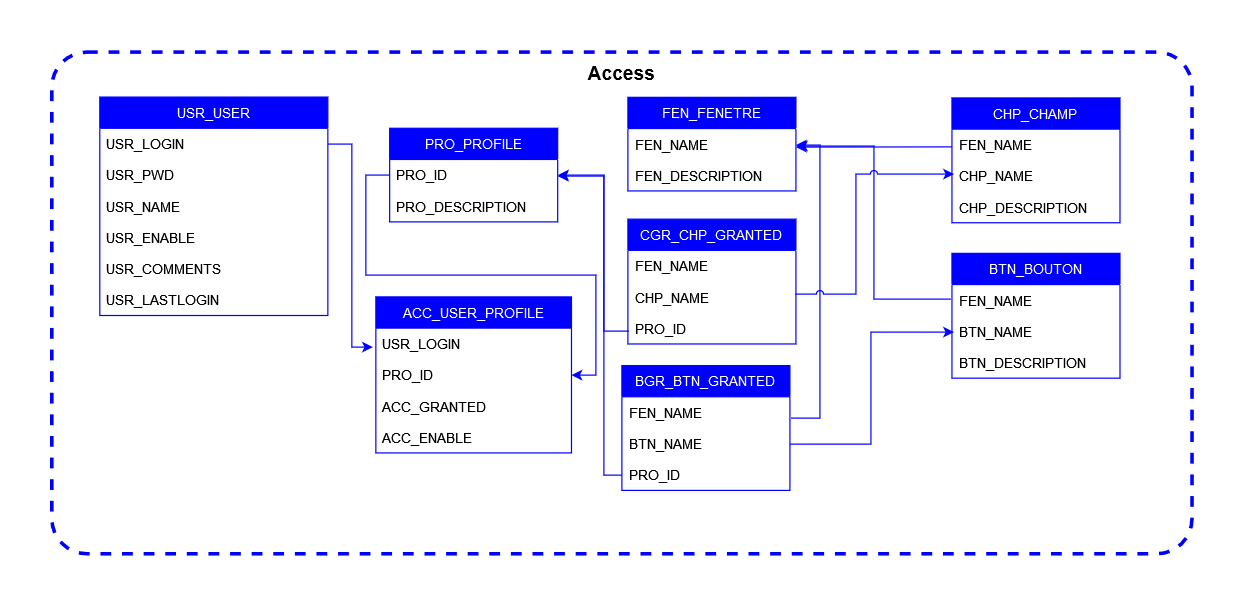 Access
USR_USER
USR_LOGIN
USR_PWD
USR_NAME
USR_ENABLE
USR_COMMENTS
USR_LASTLOGIN
PRO_PROFILE
PRO_ID
PRO_DESCRIPTION
ACC_USER_PROFILE
USR_LOGIN
PRO_ID
ACC_GRANTED
ACC_ENABLE
FEN_FENETRE
FEN_NAME
FEN_DESCRIPTION
CGR_CHP_GRANTED
FEN_NAME
CHP_NAME
PRO_ID
BGR_BTN_GRANTED
FEN_NAME
BTN_NAME
PRO_ID
CHP_CHAMP
FEN_NAME
CHP_NAME
CHP_DESCRIPTION
BTN_BOUTON
FEN_NAME
BTN_NAME
BTN_DESCRIPTION